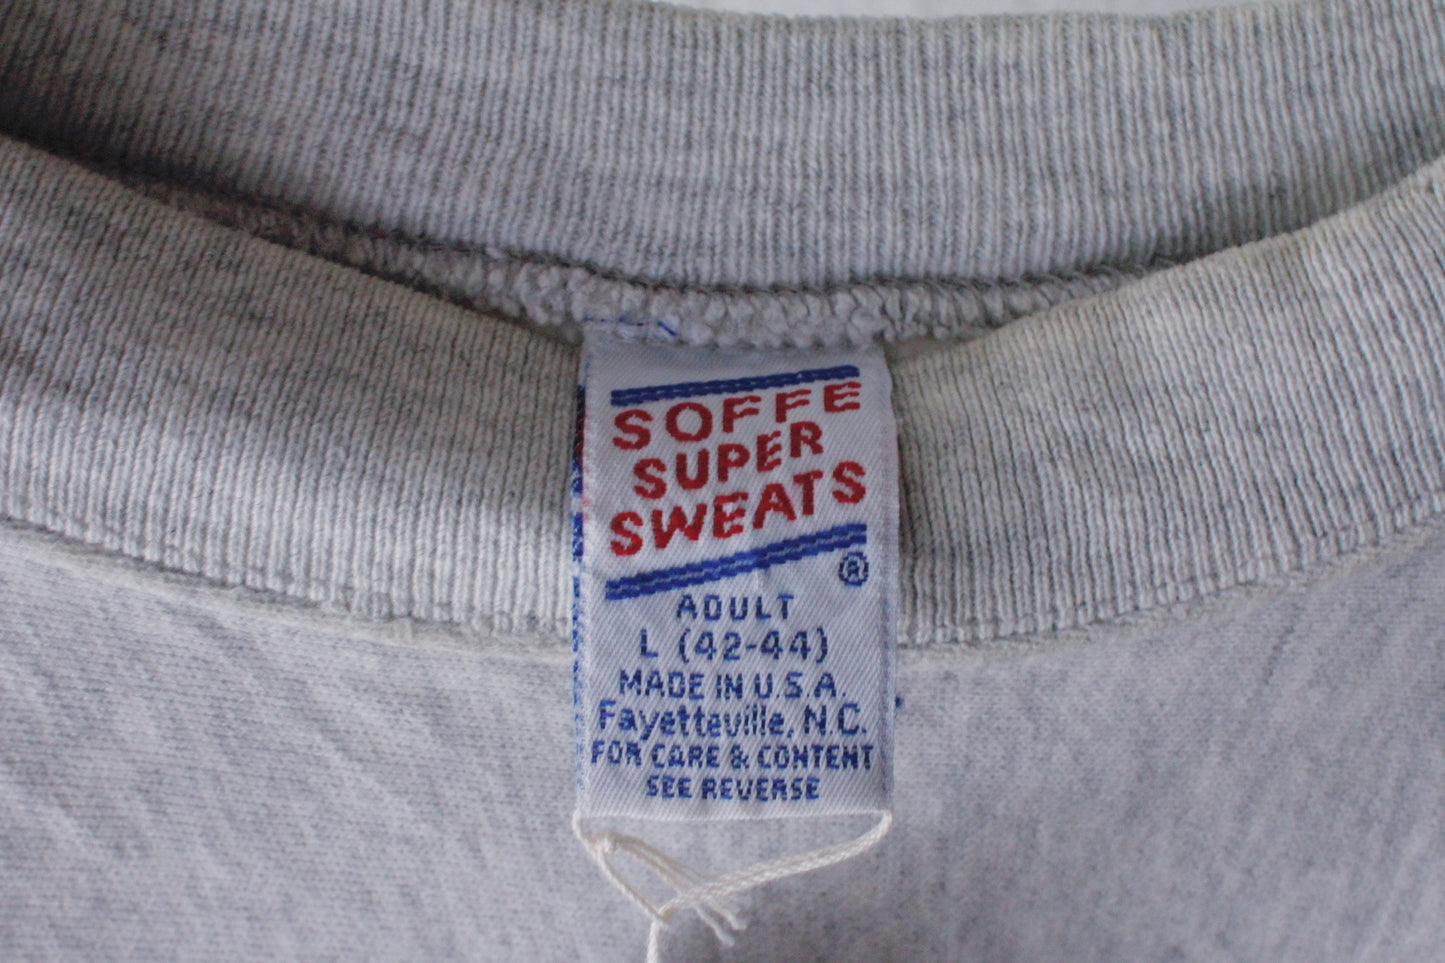 SOFFE
SUPER
SWEATS
®
ADULT
L (42-44)
MADE IN U.S.A.
Fayetteville, N.C.
FOR CARE & CONTENT
SEE REVERSE